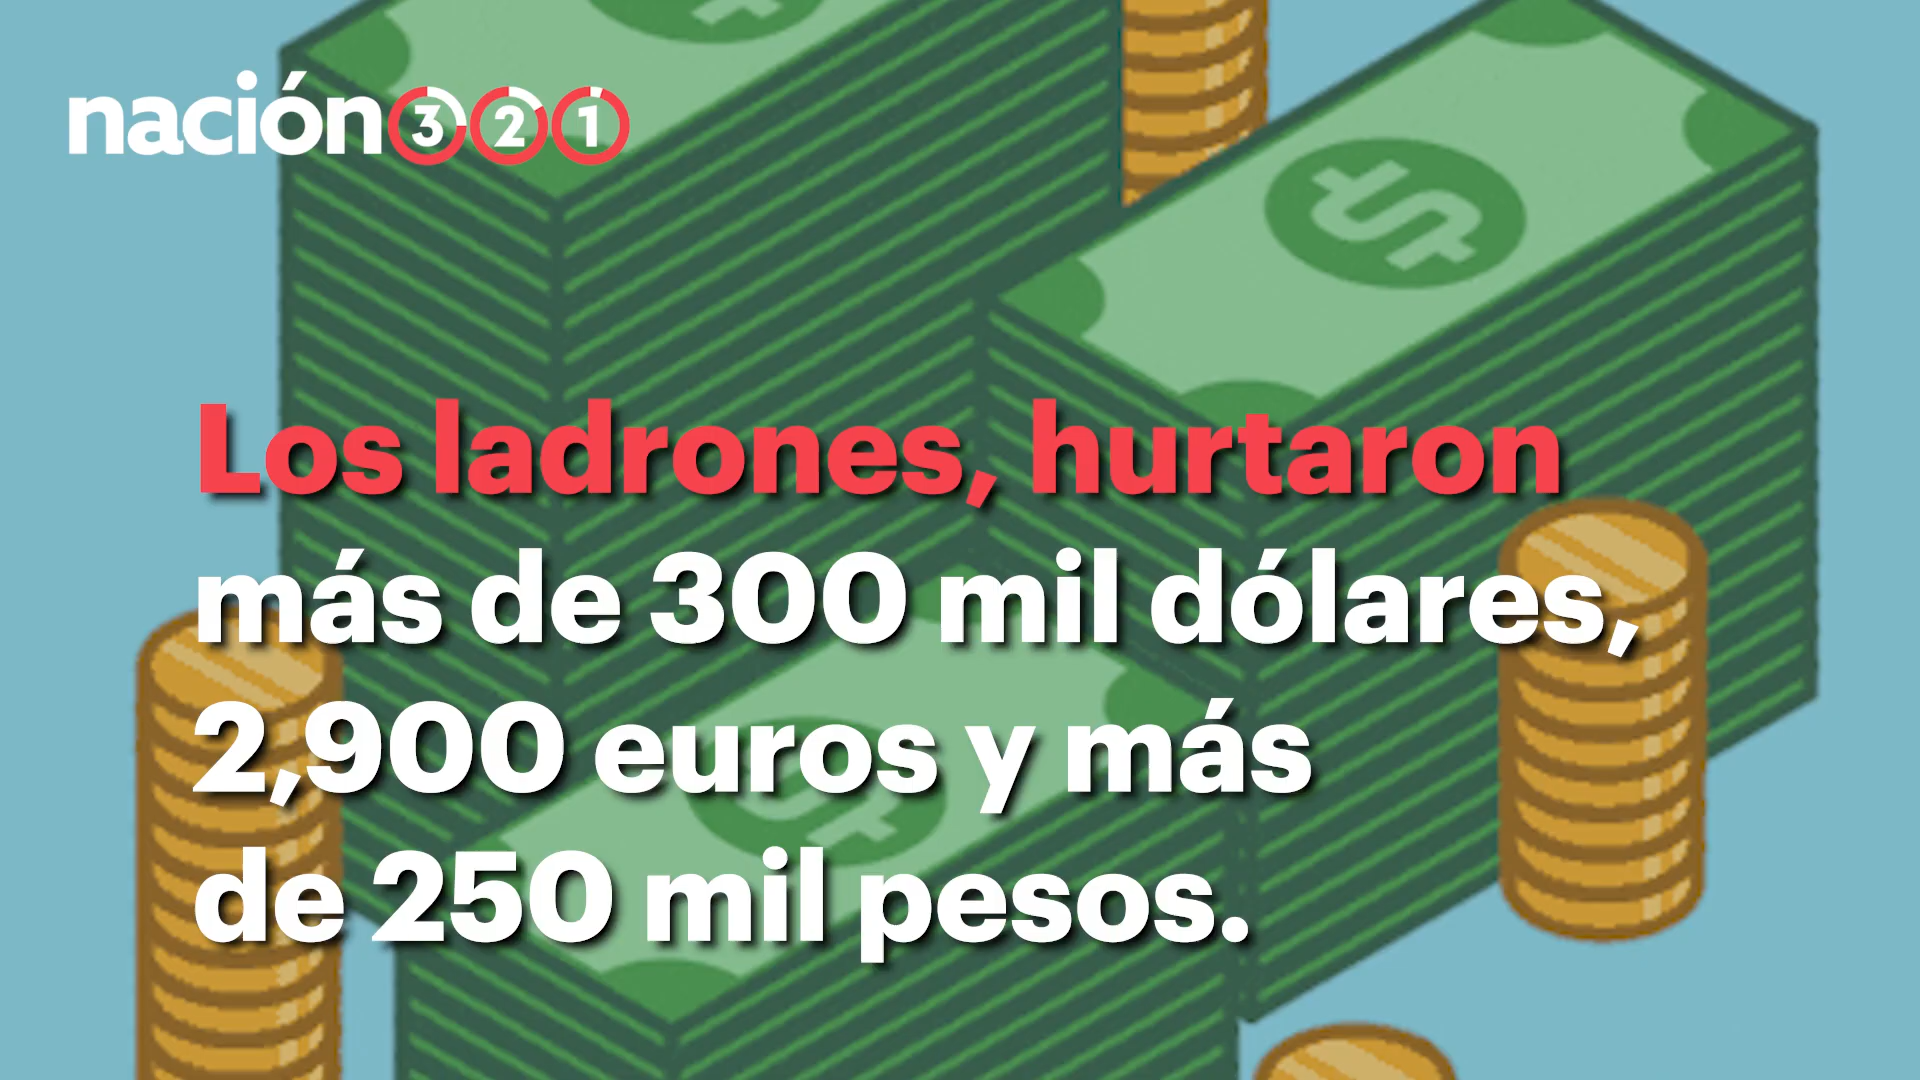 nación321
Los ladrones, hurtaron
más de 300 mil dólares,
2,900 euros y más
de 250 mil pesos.